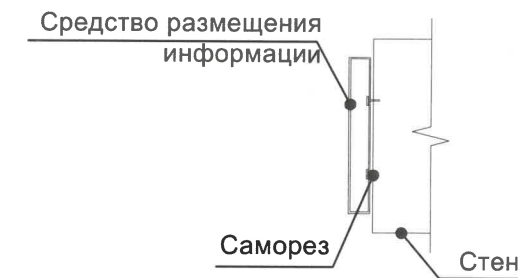 Средство размещения
информации
Саморез
Стен